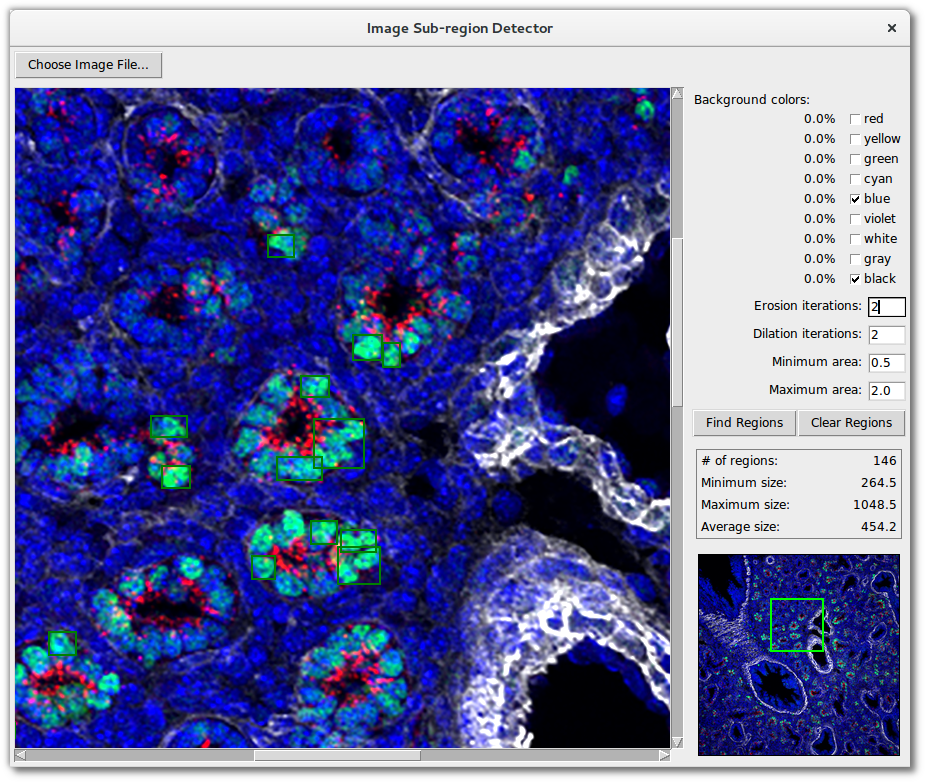 Image Sub-region Detector ×
Choose Image File...
Background colors:
0.0% red
0.0% yellow
0.0% green
0.0% cyan
0.0% blue
0.0% violet
0.0% white
0.0% gray
0.0% black
Erosion iterations: 2
Dilation iterations: 2
Minimum area: 0.5
Maximum area: 2.0
Find Regions Clear Regions
# of regions: 146
Minimum size: 264.5
Maximum size: 1048.5
Average size: 454.2